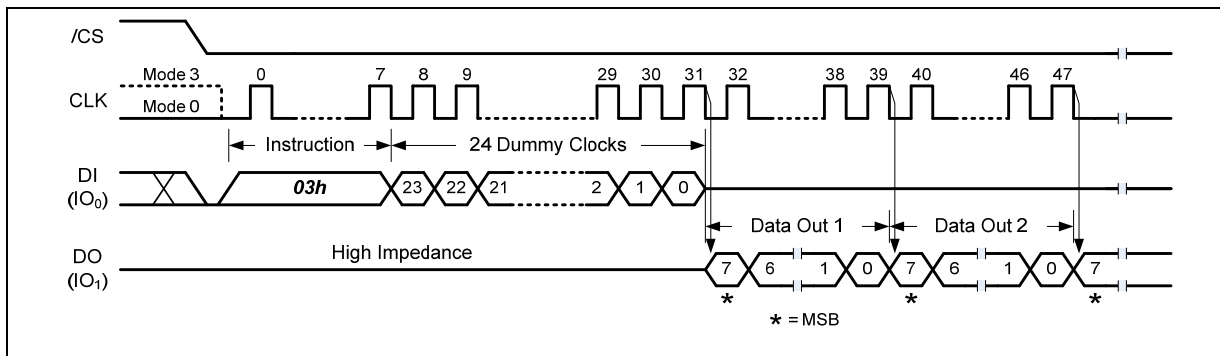 /CS
Mode 3 0 7 8 9 29 30 31 32 38 39 40 46 47
CLK
Mode 0
Instruction 24 Dummy Clocks
DI 03h 23 22 21 2 1 0
(IO₀)
Data Out 1 Data Out 2
High Impedance
DO 7 6 1 0 7 6 1 0 7
(IO₁)
* * *
* = MSB